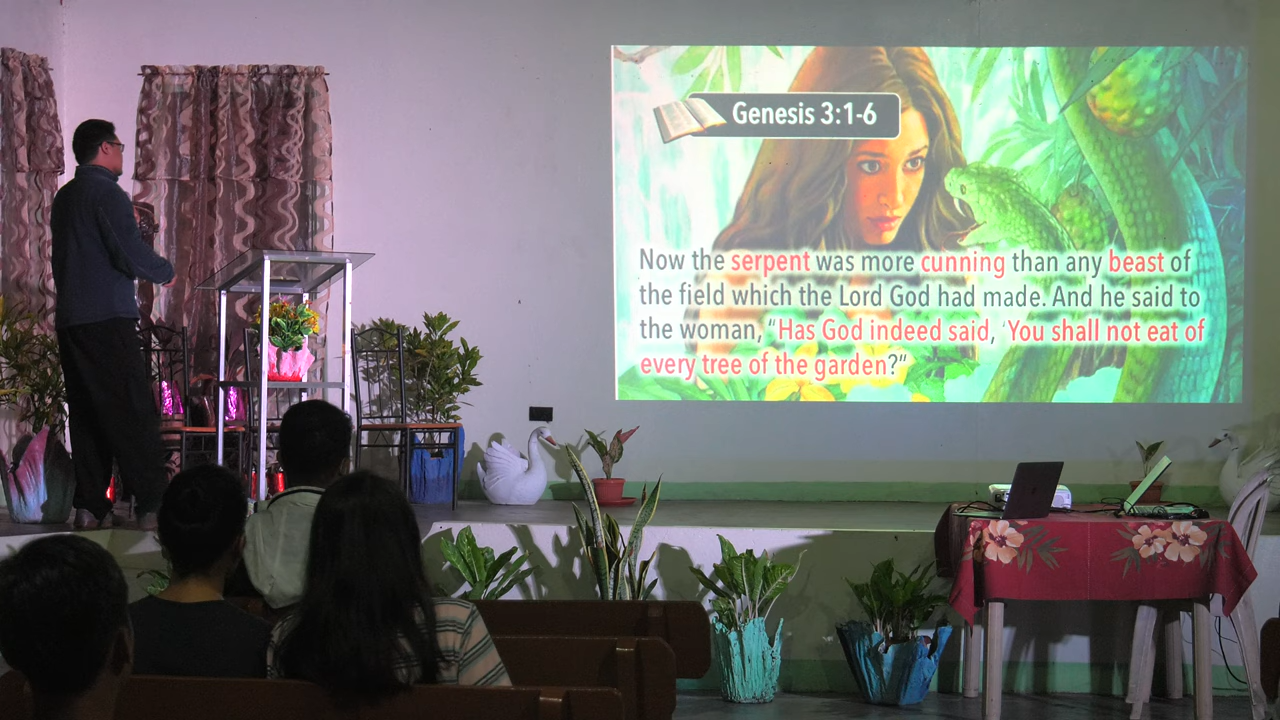 Genesis 3:1-6
Now the serpent was more cunning than any beast of
the field which the Lord God had made. And he said to
the woman, “Has God indeed said, ‘You shall not eat of
every tree of the garden?”